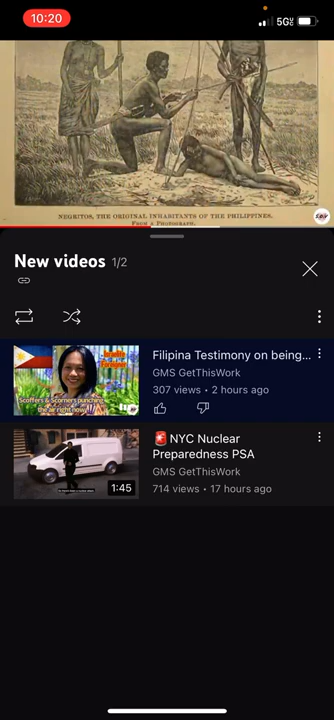 10:20
5G
NEGRITOS, THE ORIGINAL INHABITANTS OF THE PHILIPPINES.
FROM A PHOTOGRAPH.
New videos 1/2
Filipina Testimony on being...
GMS GetThisWork
307 views • 2 hours ago
Israelite
Foreigner
Scoffers & Scorners punching
the air right now!!
NYC Nuclear
Preparedness PSA
GMS GetThisWork
714 views • 17 hours ago
1:45